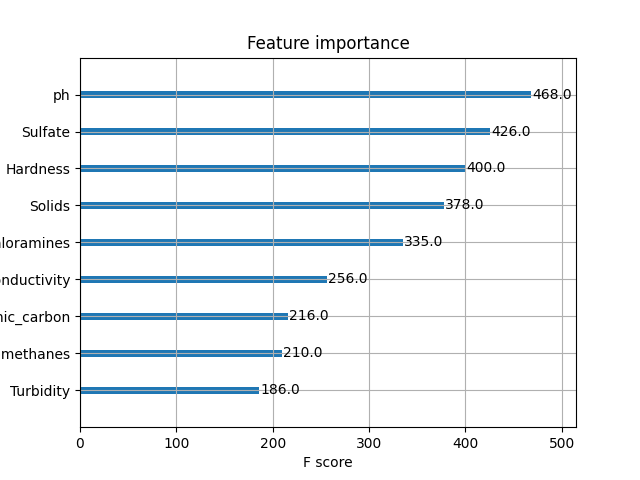 Feature importance
ph
468.0
Sulfate
426.0
Hardness
400.0
Solids
378.0
loramines
335.0
nductivity
256.0
nic_carbon
216.0
methanes
210.0
Turbidity
186.0
0 100 200 300 400 500
F score